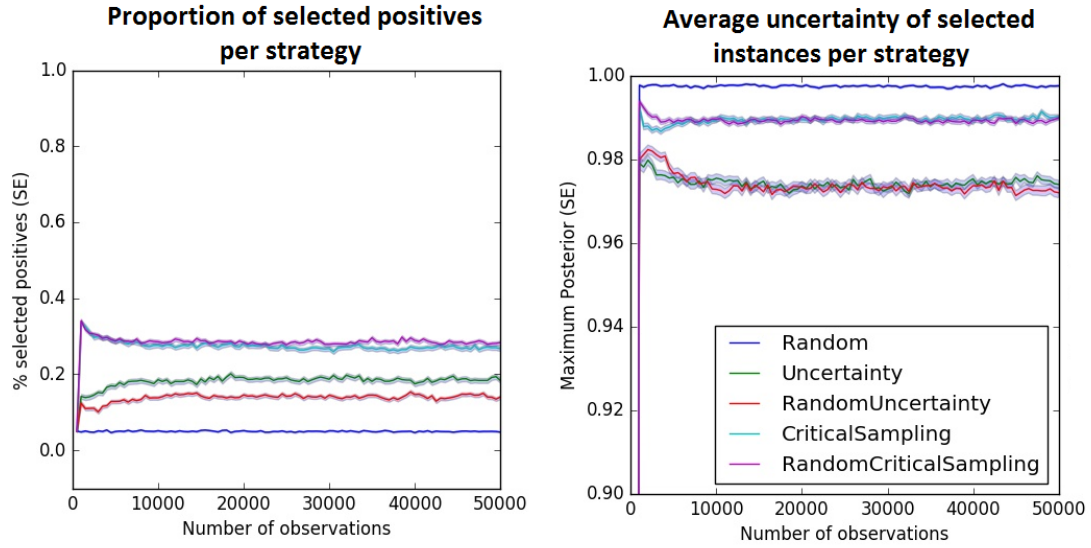 Proportion of selected positives
per strategy
% selected positives (SE)
1.0
0.8
0.6
0.4
0.2
0.0
0
10000
20000
30000
40000
50000
Number of observations
Average uncertainty of selected
instances per strategy
Maximum Posterior (SE)
1.00
0.98
0.96
0.94
0.92
0.90
Random
Uncertainty
RandomUncertainty
CriticalSampling
RandomCriticalSampling
0
10000
20000
30000
40000
50000
Number of observations